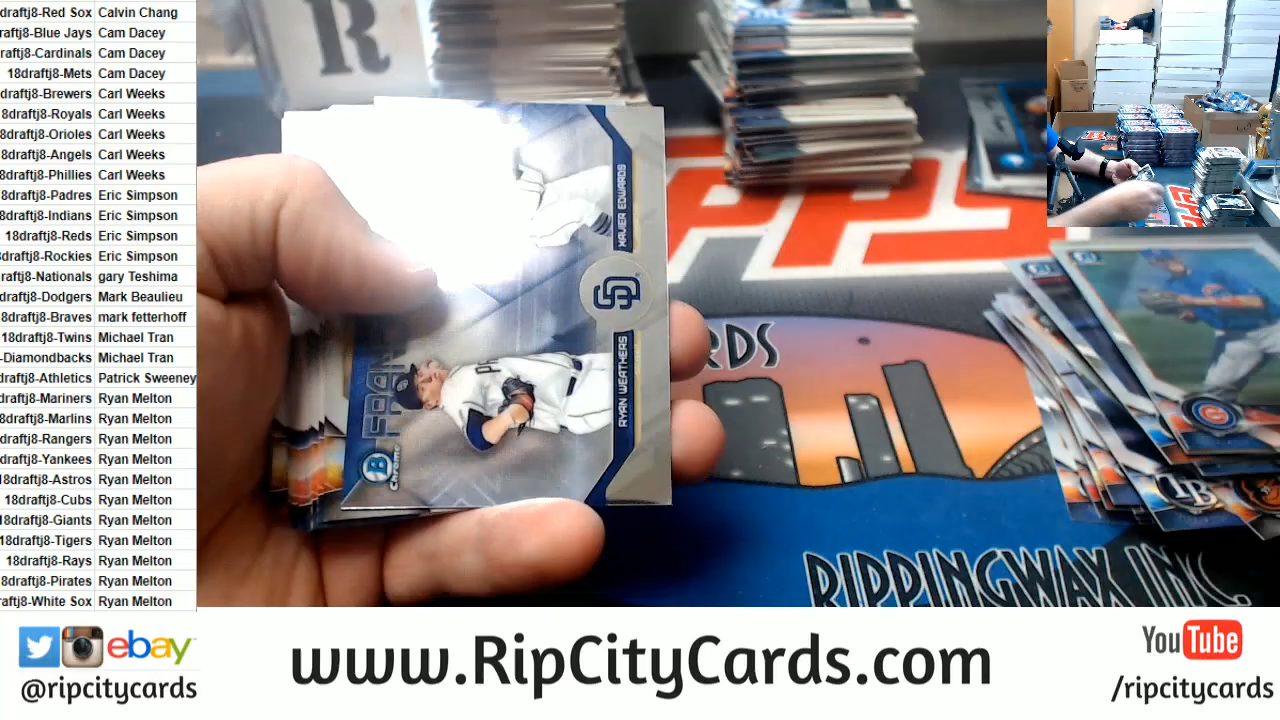 draftj8-Red Sox Calvin Chang
draftj8-Blue Jays Cam Dacey
raftj8-Cardinals Cam Dacey
18draftj8-Mets Cam Dacey
draftj8-Brewers Carl Weeks
8draftj8-Royals Carl Weeks
8draftj8-Orioles Carl Weeks
8draftj8-Angels Carl Weeks
8draftj8-Phillies Carl Weeks
8draftj8-Padres Eric Simpson
8draftj8-Indians Eric Simpson
18draftj8-Reds Eric Simpson
8draftj8-Rockies Eric Simpson
raftj8-Nationals gary Teshima
draftj8-Dodgers Mark Beaulieu
8draftj8-Braves mark fetterhoff
18draftj8-Twins Michael Tran
-Diamondbacks Michael Tran
draftj8-Athletics Patrick Sweeney
draftj8-Mariners Ryan Melton
8draftj8-Marlins Ryan Melton
draftj8-Rangers Ryan Melton
draftj8-Yankees Ryan Melton
8draftj8-Astros Ryan Melton
18draftj8-Cubs Ryan Melton
8draftj8-Giants Ryan Melton
18draftj8-Tigers Ryan Melton
18draftj8-Rays Ryan Melton
8draftj8-Pirates Ryan Melton
raftj8-White Sox Ryan Melton
R
XAVIER EDWARDS
SD
RYAN WEATHERS
B
Chrome
RDS
RIPPINGWAX INC.
ebay
@ripcitycards
www.RipCityCards.com
YouTube
/ripcitycards